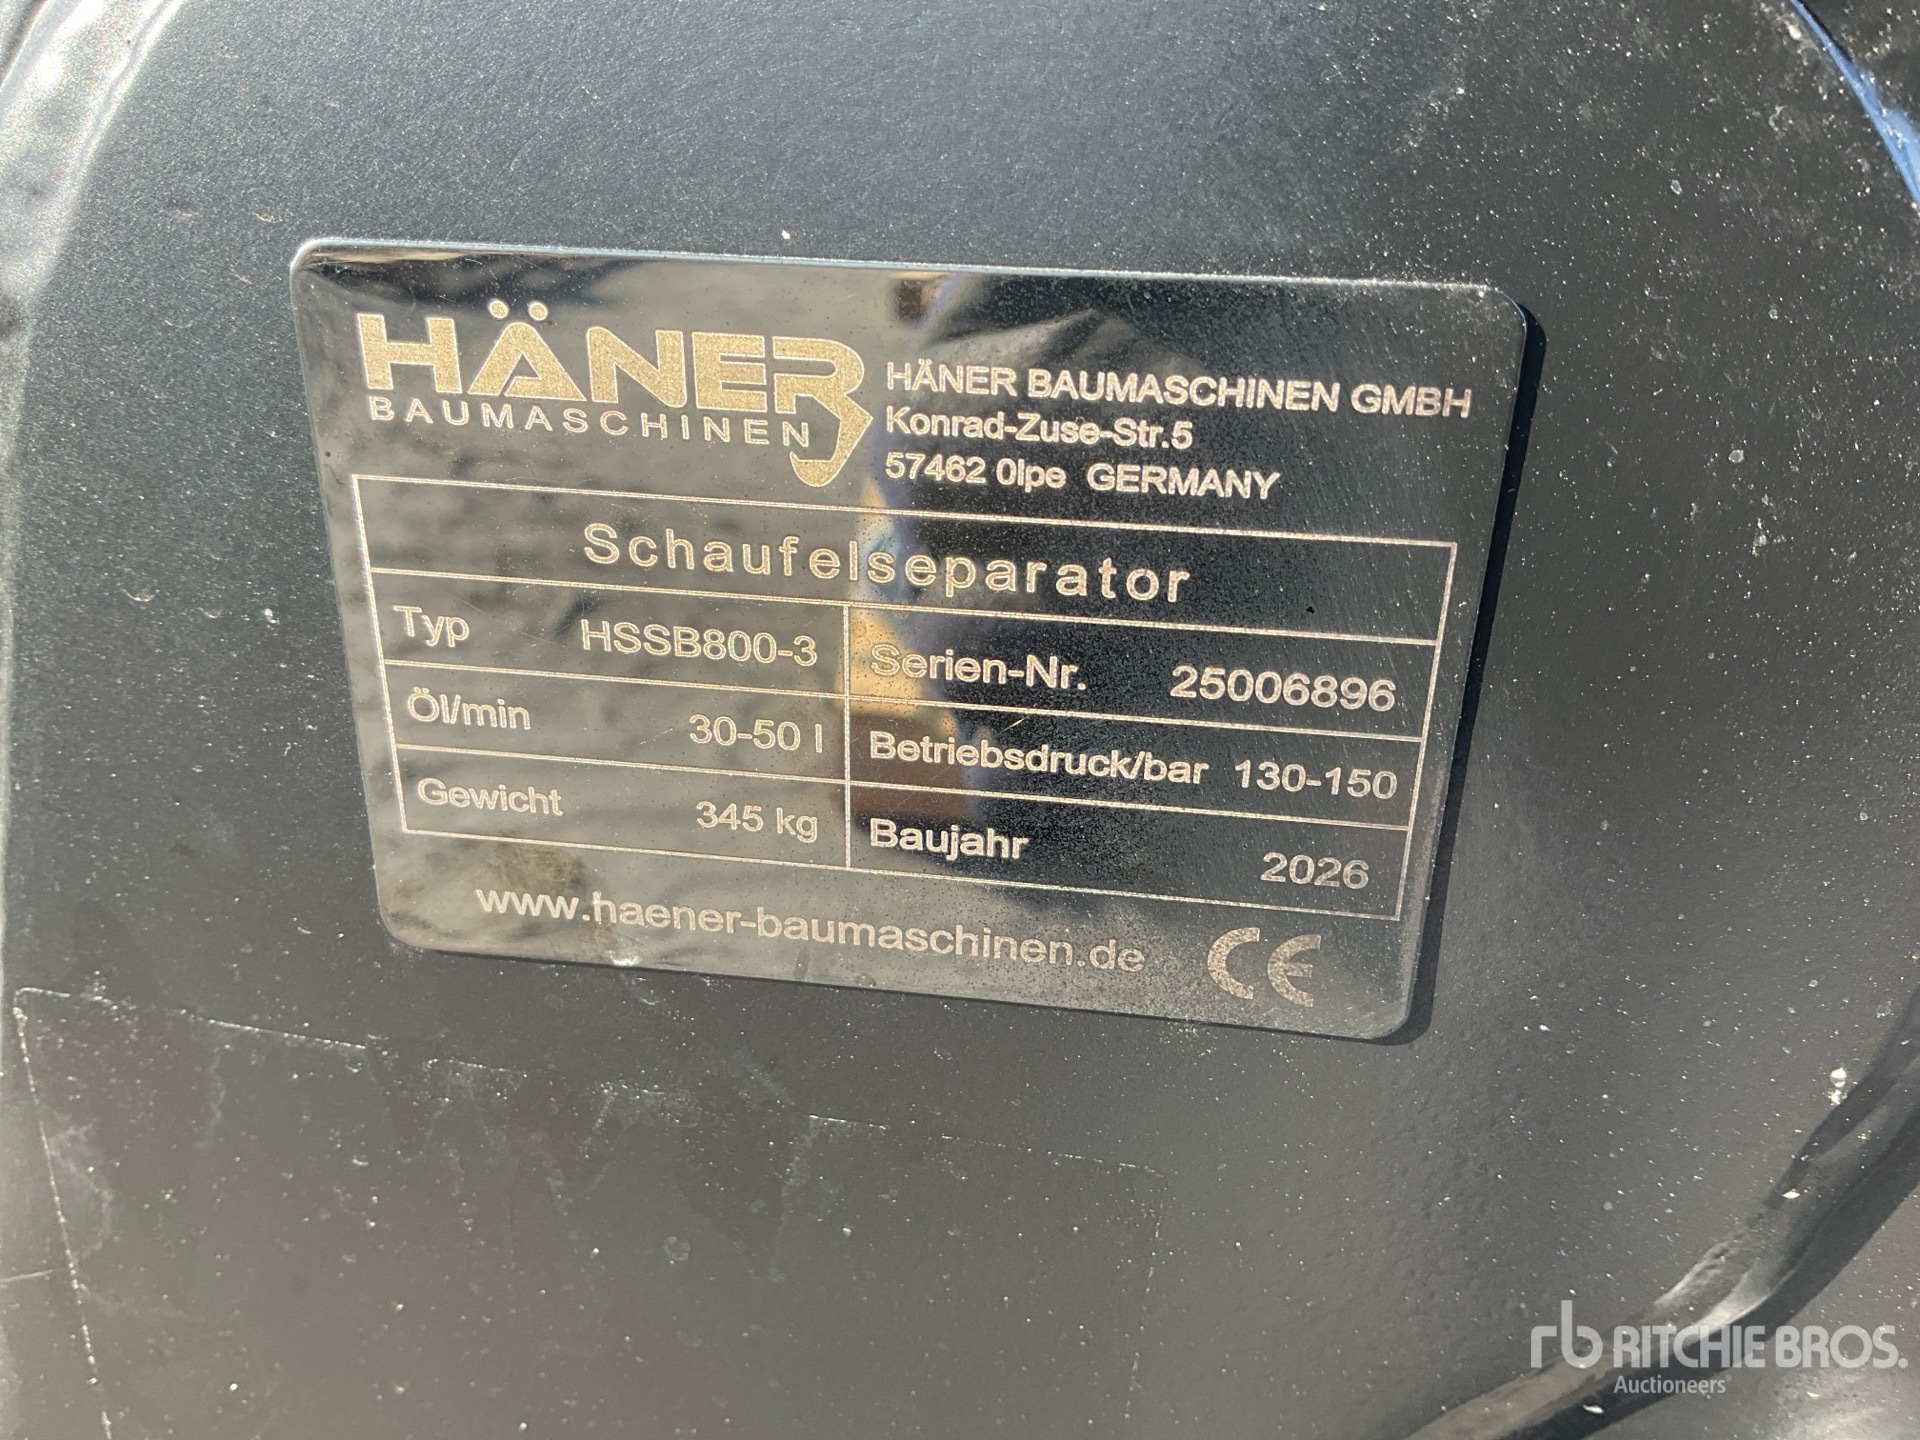 HÄNER
BAUMASCHINEN
HÄNER BAUMASCHINEN GMBH
Konrad-Zuse-Str.5
57462 Olpe GERMANY
Schaufelseparator
Typ HSSB800-3 Serien-Nr. 25006896
Öl/min 30-50 l Betriebsdruck/bar 130-150
Gewicht 345 kg Baujahr 2026
www.haener-baumaschinen.de CE
rb RITCHIE BROS.
Auctioneers